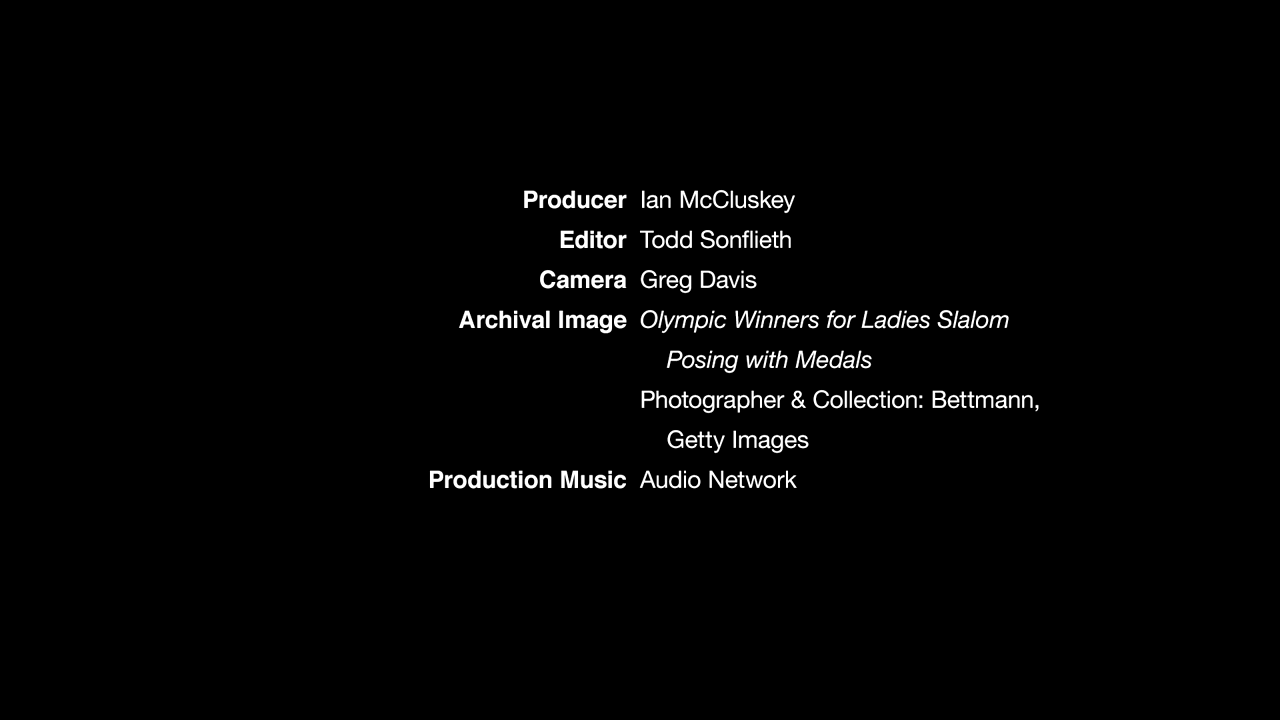 Producer Ian McCluskey
Editor Todd Sonflieth
Camera Greg Davis
Archival Image Olympic Winners for Ladies Slalom
Posing with Medals
Photographer & Collection: Bettmann,
Getty Images
Production Music Audio Network